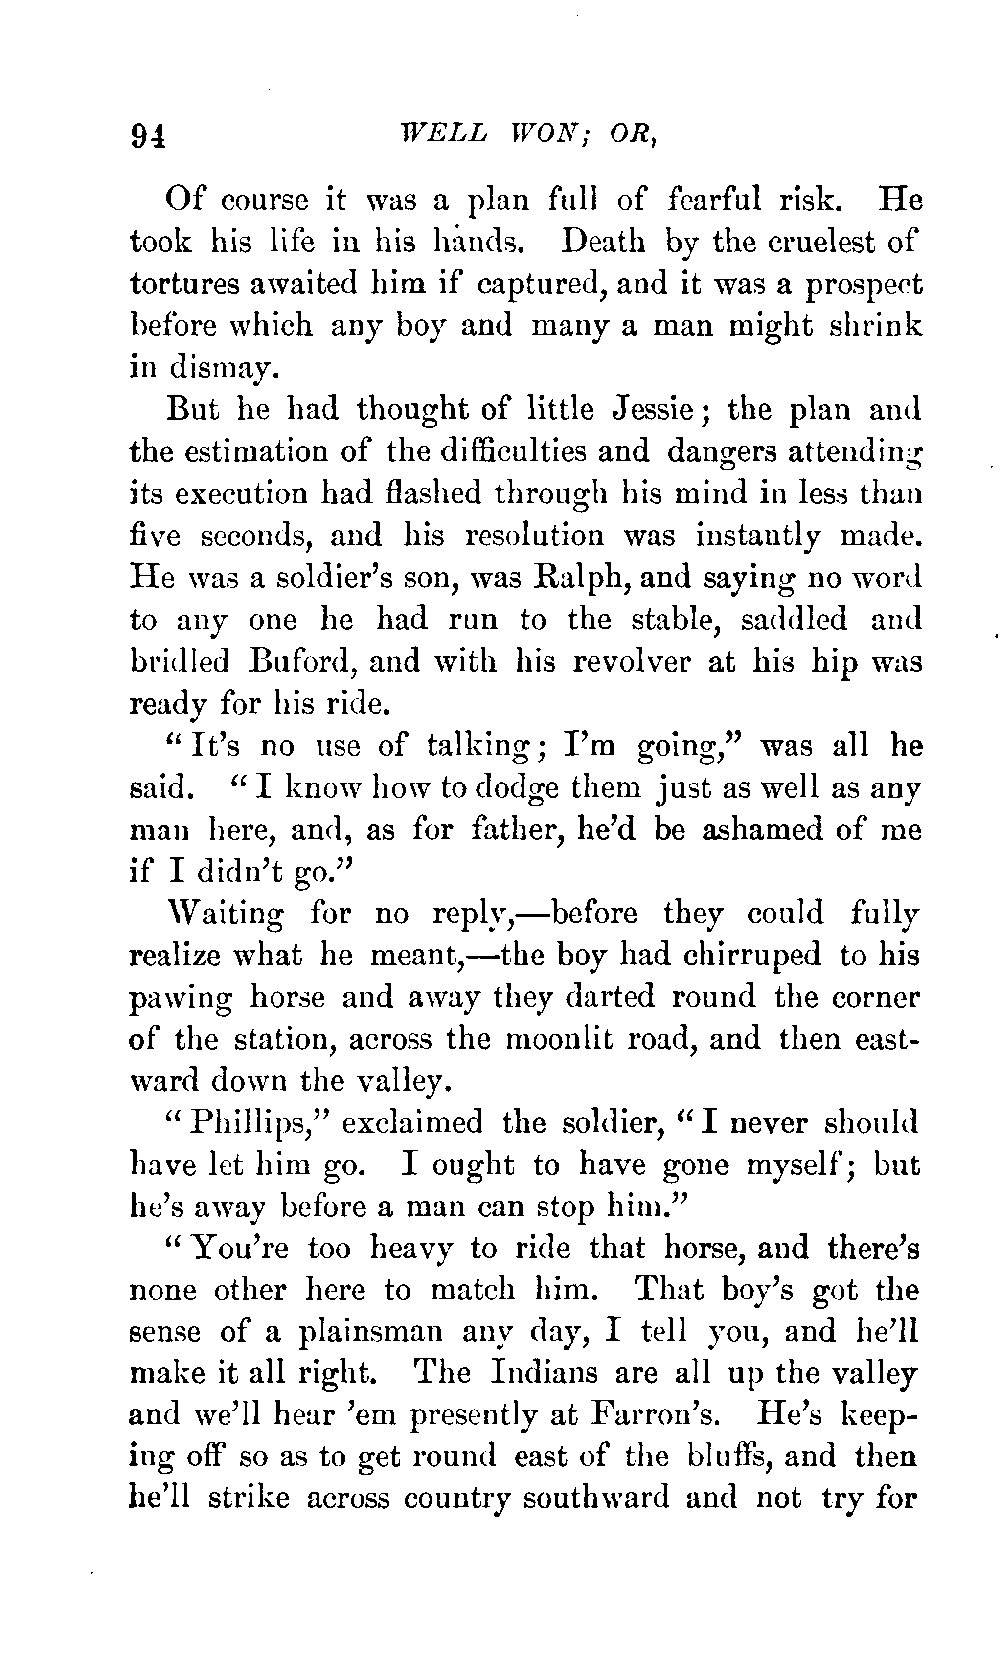 94 WELL WON; OR,
Of course it was a plan full of fearful risk. He
took his life in his hands. Death by the cruelest of
tortures awaited him if captured, and it was a prospect
before which any boy and many a man might shrink
in dismay.
But he had thought of little Jessie; the plan and
the estimation of the difficulties and dangers attending
its execution had flashed through his mind in less than
five seconds, and his resolution was instantly made.
He was a soldier's son, was Ralph, and saying no word
to any one he had run to the stable, saddled and
bridled Buford, and with his revolver at his hip was
ready for his ride.
"It's no use of talking; I'm going," was all he
said. "I know how to dodge them just as well as any
man here, and, as for father, he'd be ashamed of me
if I didn't go."
Waiting for no reply,—before they could fully
realize what he meant,—the boy had chirruped to his
pawing horse and away they darted round the corner
of the station, across the moonlit road, and then east-
ward down the valley.
"Phillips," exclaimed the soldier, "I never should
have let him go. I ought to have gone myself; but
he's away before a man can stop him."
"You're too heavy to ride that horse, and there's
none other here to match him. That boy's got the
sense of a plainsman any day, I tell you, and he'll
make it all right. The Indians are all up the valley
and we'll hear 'em presently at Farron's. He's keep-
ing off so as to get round east of the bluffs, and then
he'll strike across country southward and not try for